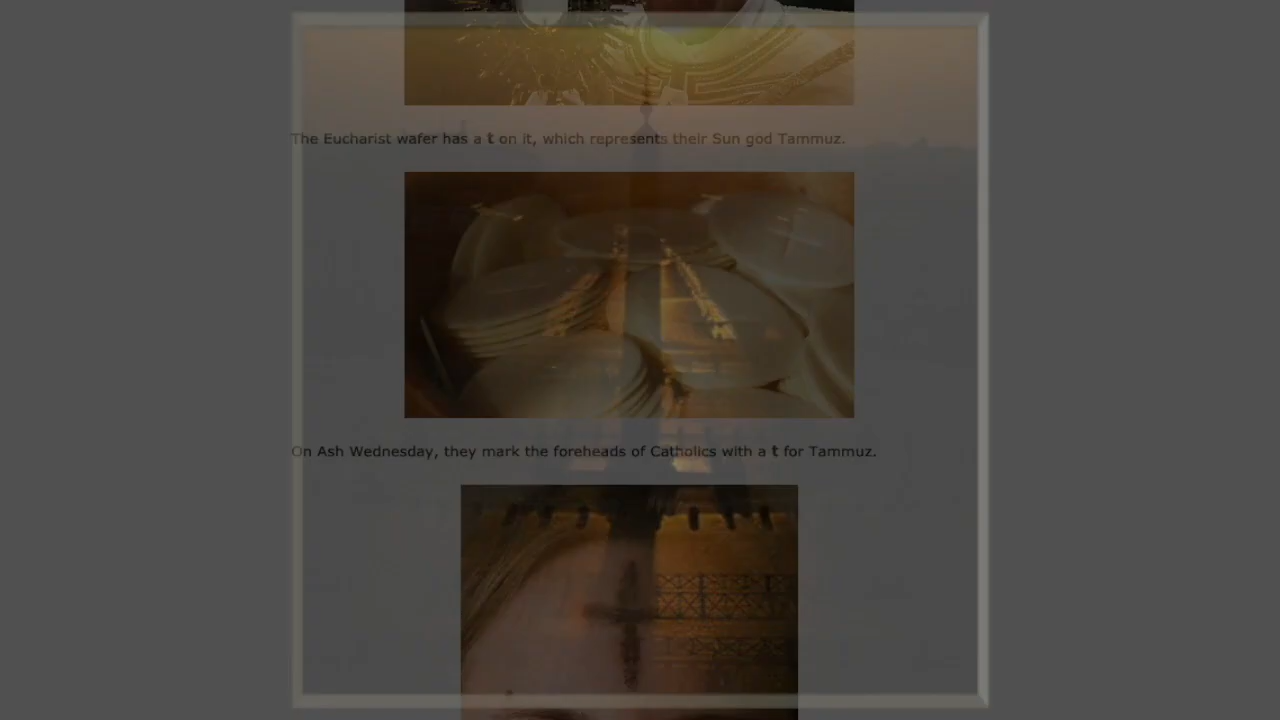 The Eucharist wafer has a t on it, which represents their Sun god Tammuz.
On Ash Wednesday, they mark the foreheads of Catholics with a t for Tammuz.